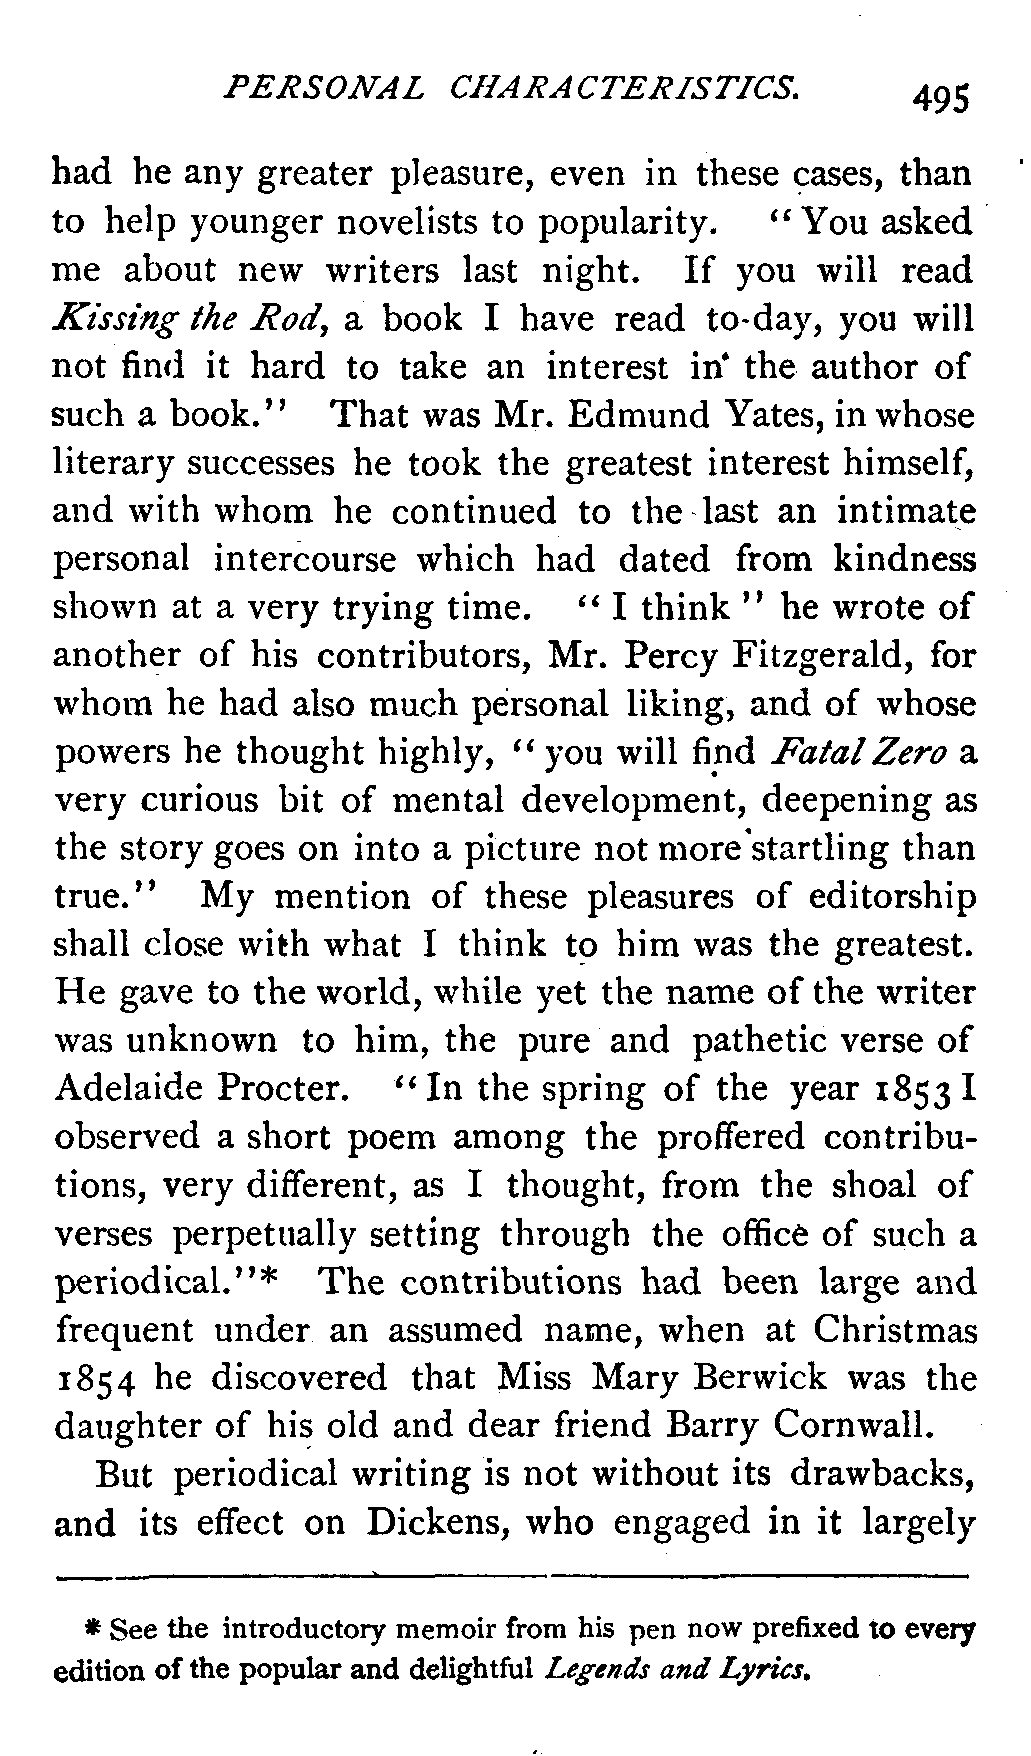 PERSONAL CHARACTERISTICS. 495
had he any greater pleasure, even in these cases, than
to help younger novelists to popularity. "You asked
me about new writers last night. If you will read
Kissing the Rod, a book I have read to-day, you will
not find it hard to take an interest in the author of
such a book." That was Mr. Edmund Yates, in whose
literary successes he took the greatest interest himself,
and with whom he continued to the last an intimate
personal intercourse which had dated from kindness
shown at a very trying time. "I think" he wrote of
another of his contributors, Mr. Percy Fitzgerald, for
whom he had also much personal liking, and of whose
powers he thought highly, "you will find Fatal Zero a
very curious bit of mental development, deepening as
the story goes on into a picture not more startling than
true." My mention of these pleasures of editorship
shall close with what I think to him was the greatest.
He gave to the world, while yet the name of the writer
was unknown to him, the pure and pathetic verse of
Adelaide Procter. "In the spring of the year 1853 I
observed a short poem among the proffered contribu-
tions, very different, as I thought, from the shoal of
verses perpetually setting through the office of such a
periodical."* The contributions had been large and
frequent under an assumed name, when at Christmas
1854 he discovered that Miss Mary Berwick was the
daughter of his old and dear friend Barry Cornwall.
But periodical writing is not without its drawbacks,
and its effect on Dickens, who engaged in it largely
* See the introductory memoir from his pen now prefixed to every
edition of the popular and delightful Legends and Lyrics.